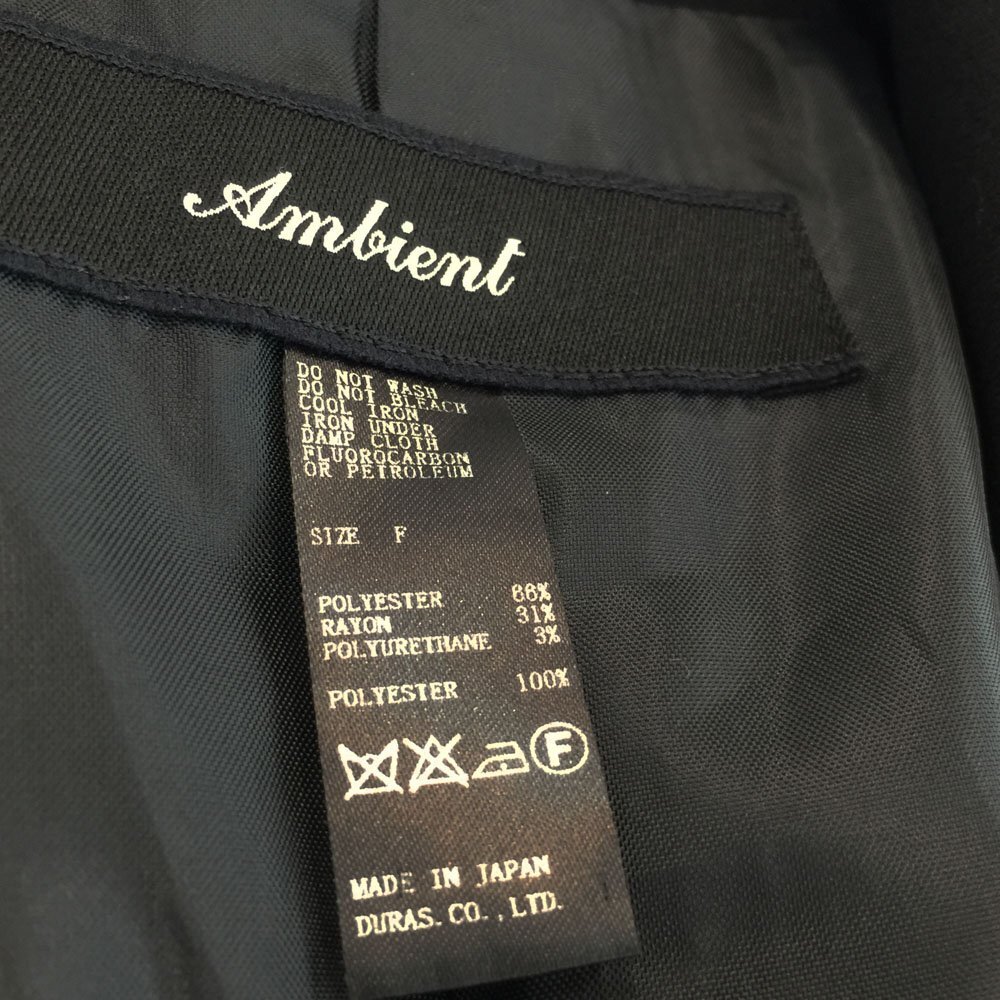 Ambient
DO NOT WASH
DO NOT BLEACH
COOL IRON
IRON UNDER
DAMP CLOTH
FLUOROCARBON
OR PETROLEUM
SIZE F
POLYESTER 66%
RAYON 31%
POLYURETHANE 3%
POLYESTER 100%
F
MADE IN JAPAN
DURAS.CO.,LTD.